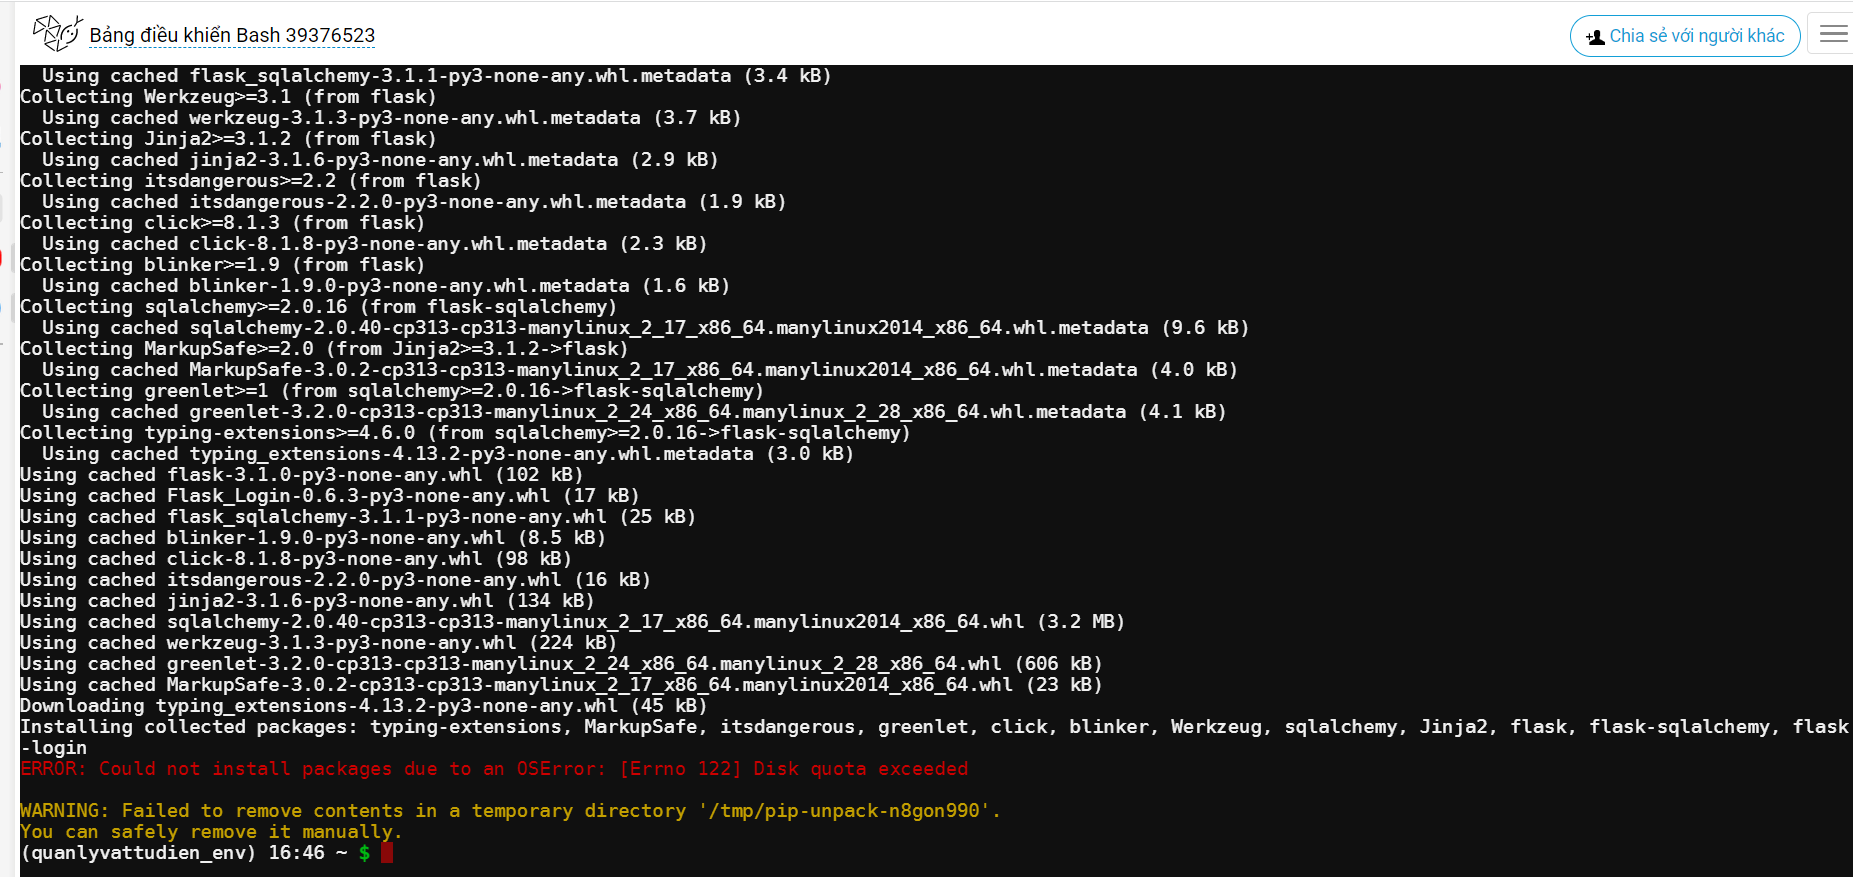 Bảng điều khiển Bash 39376523
Chia sẻ với người khác
Using cached flask_sqlalchemy-3.1.1-py3-none-any.whl.metadata (3.4 kB)
Collecting Werkzeug>=3.1 (from flask)
Using cached werkzeug-3.1.3-py3-none-any.whl.metadata (3.7 kB)
Collecting Jinja2>=3.1.2 (from flask)
Using cached jinja2-3.1.6-py3-none-any.whl.metadata (2.9 kB)
Collecting itsdangerous>=2.2 (from flask)
Using cached itsdangerous-2.2.0-py3-none-any.whl.metadata (1.9 kB)
Collecting click>=8.1.3 (from flask)
Using cached click-8.1.8-py3-none-any.whl.metadata (2.3 kB)
Collecting blinker>=1.9 (from flask)
Using cached blinker-1.9.0-py3-none-any.whl.metadata (1.6 kB)
Collecting sqlalchemy>=2.0.16 (from flask-sqlalchemy)
Using cached sqlalchemy-2.0.40-cp313-cp313-manylinux_2_17_x86_64.manylinux2014_x86_64.whl.metadata (9.6 kB)
Collecting MarkupSafe>=2.0 (from Jinja2>=3.1.2->flask)
Using cached MarkupSafe-3.0.2-cp313-cp313-manylinux_2_17_x86_64.manylinux2014_x86_64.whl.metadata (4.0 kB)
Collecting greenlet>=1 (from sqlalchemy>=2.0.16->flask-sqlalchemy)
Using cached greenlet-3.2.0-cp313-cp313-manylinux_2_24_x86_64.manylinux_2_28_x86_64.whl.metadata (4.1 kB)
Collecting typing-extensions>=4.6.0 (from sqlalchemy>=2.0.16->flask-sqlalchemy)
Using cached typing_extensions-4.13.2-py3-none-any.whl.metadata (3.0 kB)
Using cached flask-3.1.0-py3-none-any.whl (102 kB)
Using cached Flask_Login-0.6.3-py3-none-any.whl (17 kB)
Using cached flask_sqlalchemy-3.1.1-py3-none-any.whl (25 kB)
Using cached blinker-1.9.0-py3-none-any.whl (8.5 kB)
Using cached click-8.1.8-py3-none-any.whl (98 kB)
Using cached itsdangerous-2.2.0-py3-none-any.whl (16 kB)
Using cached jinja2-3.1.6-py3-none-any.whl (134 kB)
Using cached sqlalchemy-2.0.40-cp313-cp313-manylinux_2_17_x86_64.manylinux2014_x86_64.whl (3.2 MB)
Using cached werkzeug-3.1.3-py3-none-any.whl (224 kB)
Using cached greenlet-3.2.0-cp313-cp313-manylinux_2_24_x86_64.manylinux_2_28_x86_64.whl (606 kB)
Using cached MarkupSafe-3.0.2-cp313-cp313-manylinux_2_17_x86_64.manylinux2014_x86_64.whl (23 kB)
Downloading typing_extensions-4.13.2-py3-none-any.whl (45 kB)
Installing collected packages: typing-extensions, MarkupSafe, itsdangerous, greenlet, click, blinker, Werkzeug, sqlalchemy, Jinja2, flask, flask-sqlalchemy, flask
-login
ERROR: Could not install packages due to an OSError: [Errno 122] Disk quota exceeded
WARNING: Failed to remove contents in a temporary directory '/tmp/pip-unpack-n8gon990'.
You can safely remove it manually.
(quanlyvattudien_env) 16:46 ~ $